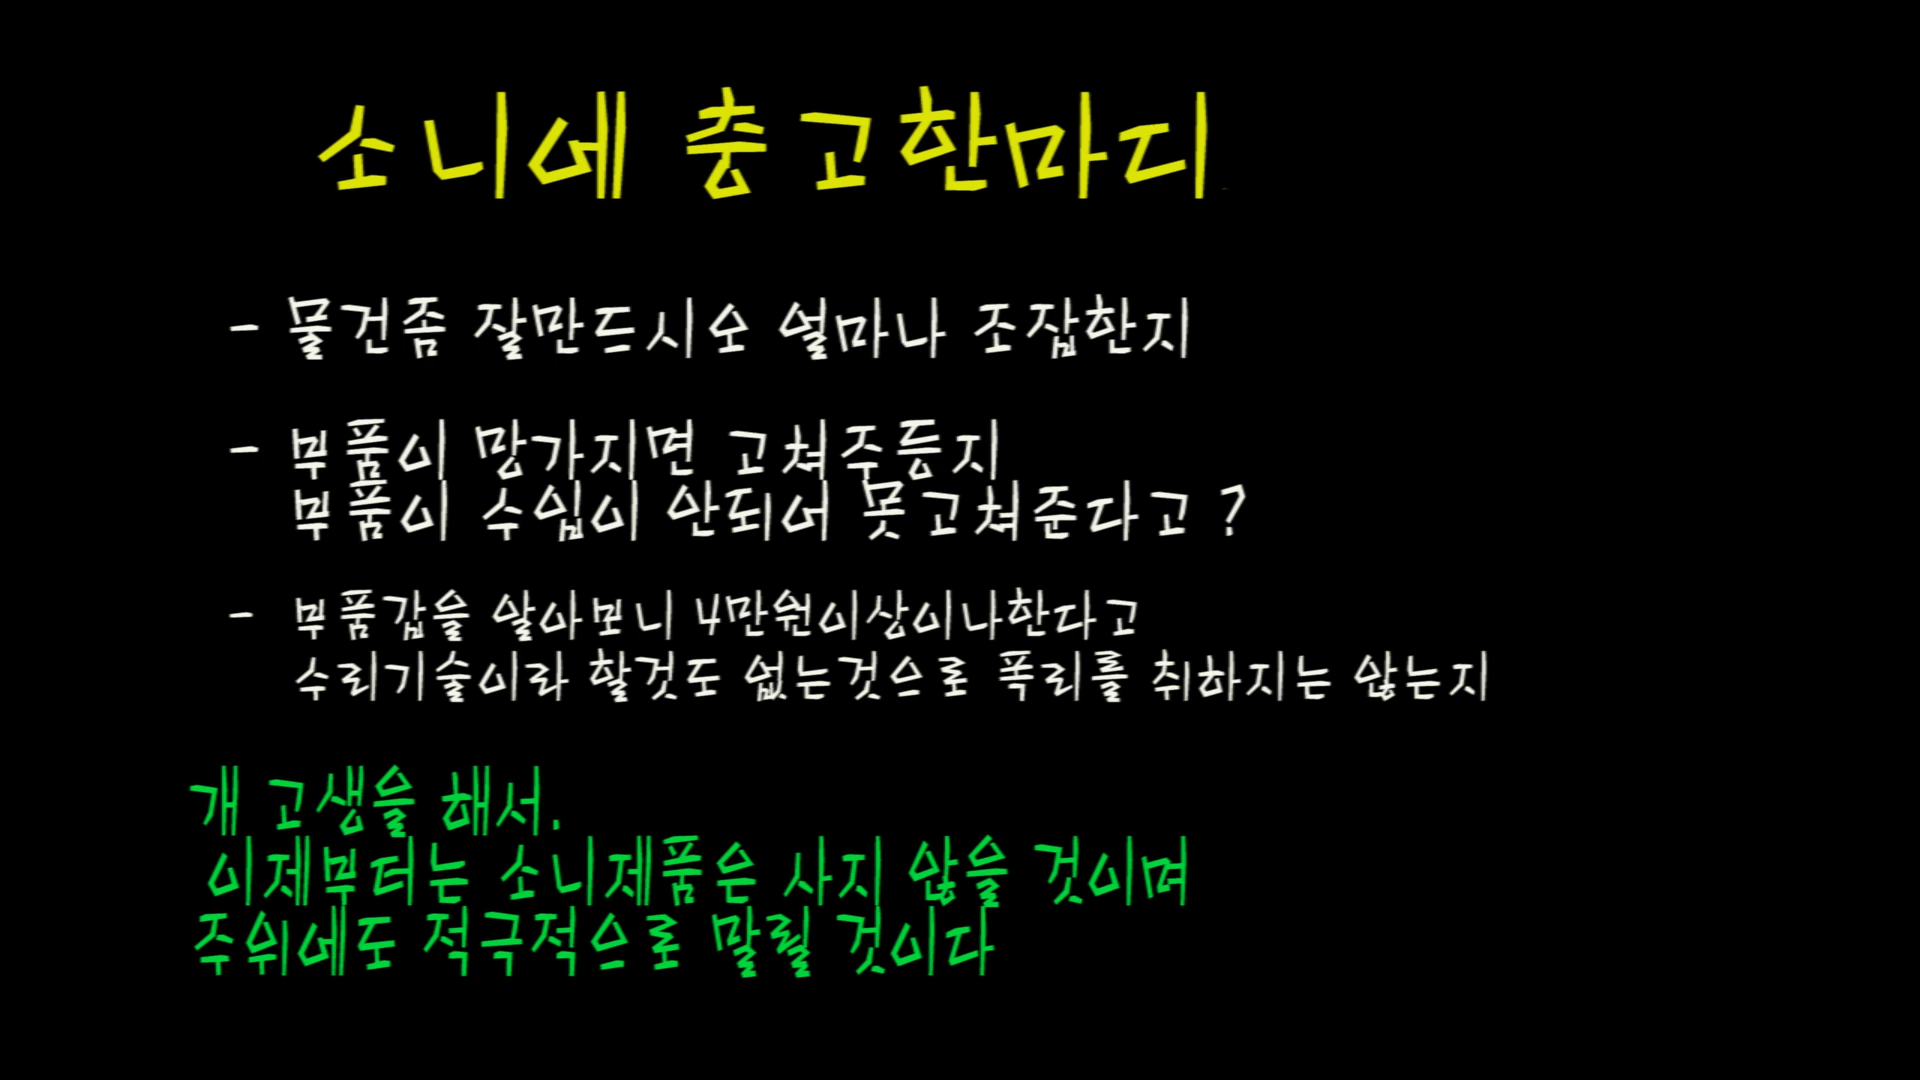 소니에 충고한마디
- 물건좀 잘만드시오 얼마나 조잡한지
- 부품이 망가지면 고쳐주등지
부품이 수입이 안되어 못고쳐준다고 ?
- 부품값을 알아보니 4만원이상이나한다고
수리기술이라 할것도 없는것으로 폭리를 취하지는 않는지
개 고생을 해서.
이제부터는 소니제품은 사지 않을 것이며
주위에도 적극적으로 말릴 것이다